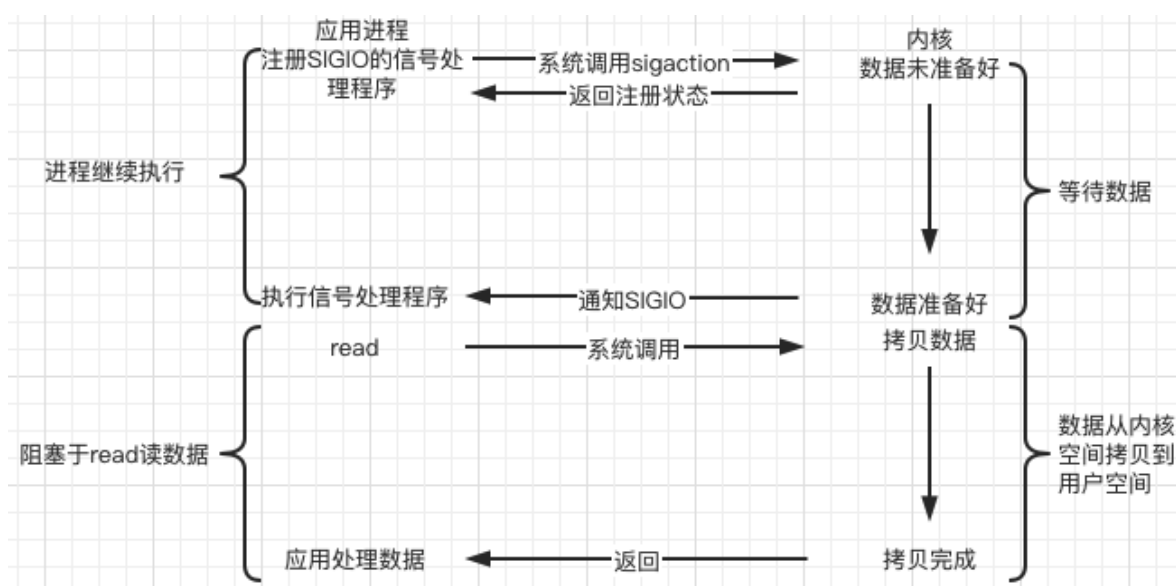 应用进程
注册SIGIO的信号处
理程序
系统调用sigaction
返回注册状态
内核
数据未准备好
进程继续执行
等待数据
执行信号处理程序
通知SIGIO
数据准备好
read
系统调用
拷贝数据
阻塞于read读数据
数据从内核
空间拷贝到
用户空间
应用处理数据
返回
拷贝完成